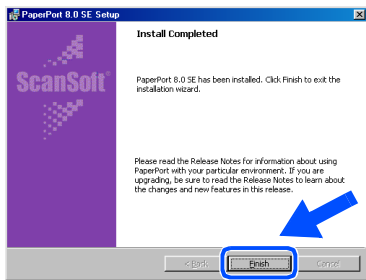 PaperPort 8.0 SE Setup
Install Completed
ScanSoft®
PaperPort 8.0 SE has been installed. Click Finish to exit the
installation wizard.
Please read the Release Notes for information about using
PaperPort with your particular environment. If you are
upgrading, be sure to read the Release Notes to learn about
the changes and new features in this release.
< Back
Finish
Cancel